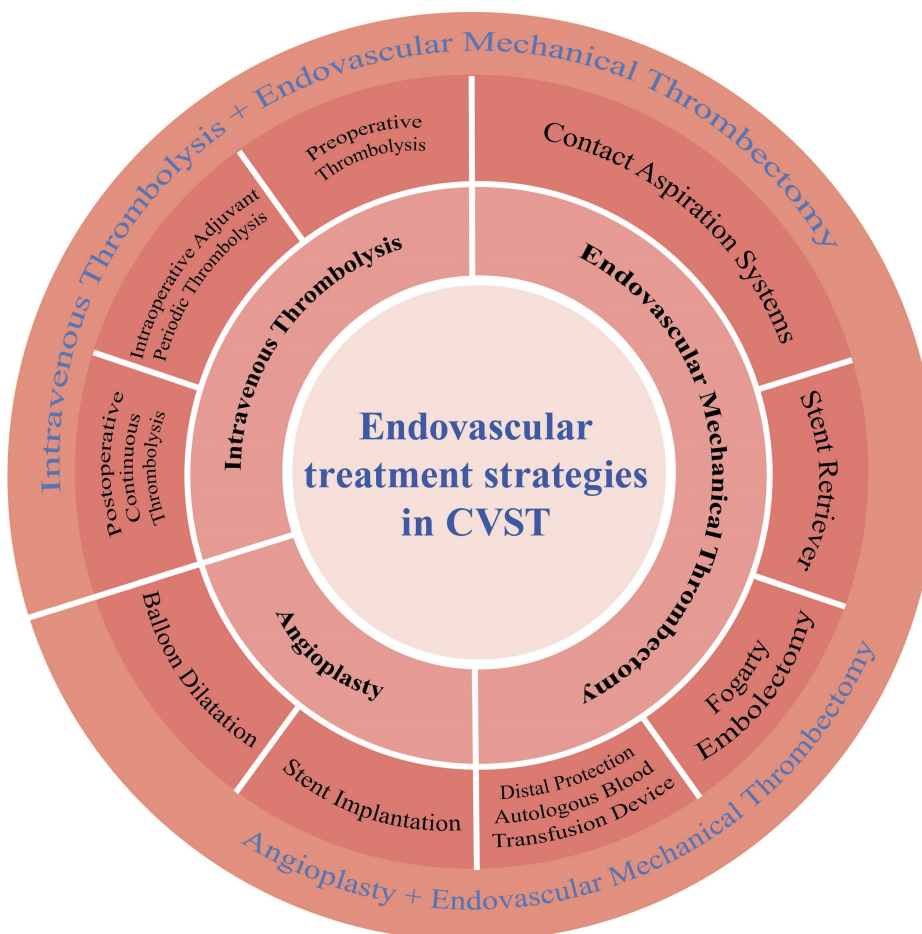 Intravenous Thrombolysis + Endovascular Mechanical Thrombectomy
Preoperative
Thrombolysis
Contact Aspiration Systems
Intraoperative Adjuvant
Periodic Thrombolysis
Intravenous Thrombolysis
Endovascular Mechanical Thrombectomy
Postoperative
Continuous
Thrombolysis
Endovascular
treatment strategies
in CVST
Stent Retriever
Balloon Dilatation
Angioplasty
Fogarty
Embolectomy
Stent Implantation
Distal Protection
Autologous Blood
Transfusion Device
Angioplasty + Endovascular Mechanical Thrombectomy